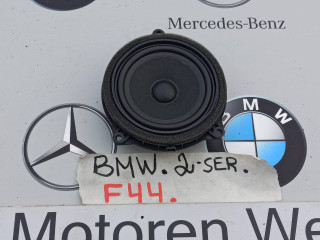 Mercedes-Benz
BMW
BMW. 2-SER.
F44.
Motoren We